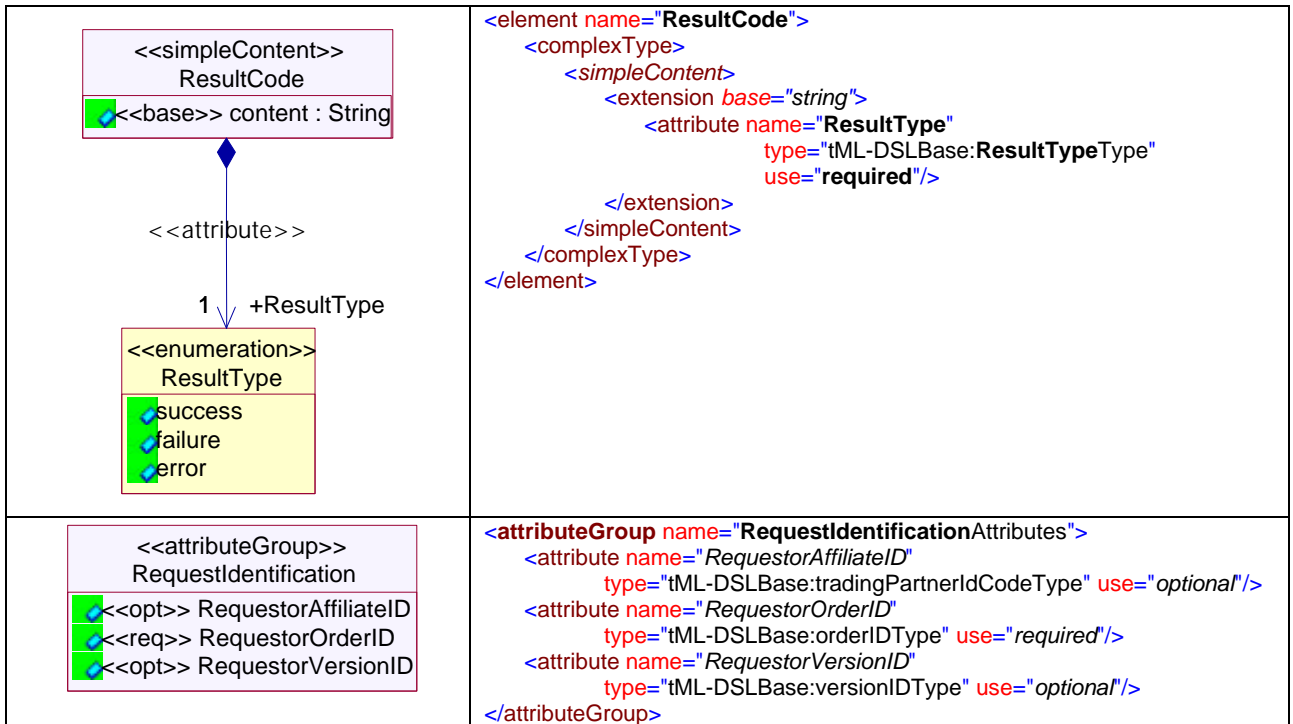 <<simpleContent>>
ResultCode
<<base>> content : String
<<attribute>>
1 +ResultType
<<enumeration>>
ResultType
success
failure
error
<element name="ResultCode">
<complexType>
<simpleContent>
<extension base="string">
<attribute name="ResultType"
type="tML-DSLBase:ResultTypeType"
use="required"/>
</extension>
</simpleContent>
</complexType>
</element>
<<attributeGroup>>
RequestIdentification
<<opt>> RequestorAffiliateID
<<req>> RequestorOrderID
<<opt>> RequestorVersionID
<attributeGroup name="RequestIdentificationAttributes">
<attribute name="RequestorAffiliateID"
type="tML-DSLBase:tradingPartnerIdCodeType" use="optional"/>
<attribute name="RequestorOrderID"
type="tML-DSLBase:orderIDType" use="required"/>
<attribute name="RequestorVersionID"
type="tML-DSLBase:versionIDType" use="optional"/>
</attributeGroup>